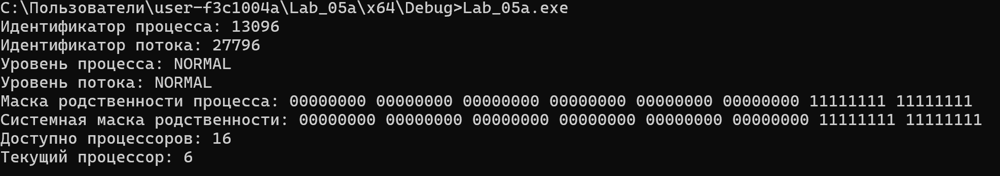 C:\Пользователи\user-f3c1004a\Lab_05a\x64\Debug>Lab_05a.exe
Идентификатор процесса: 13096
Идентификатор потока: 27796
Уровень процесса: NORMAL
Уровень потока: NORMAL
Маска родственности процесса: 00000000 00000000 00000000 00000000 00000000 00000000 11111111 11111111
Системная маска родственности: 00000000 00000000 00000000 00000000 00000000 00000000 11111111 11111111
Доступно процессоров: 16
Текущий процессор: 6